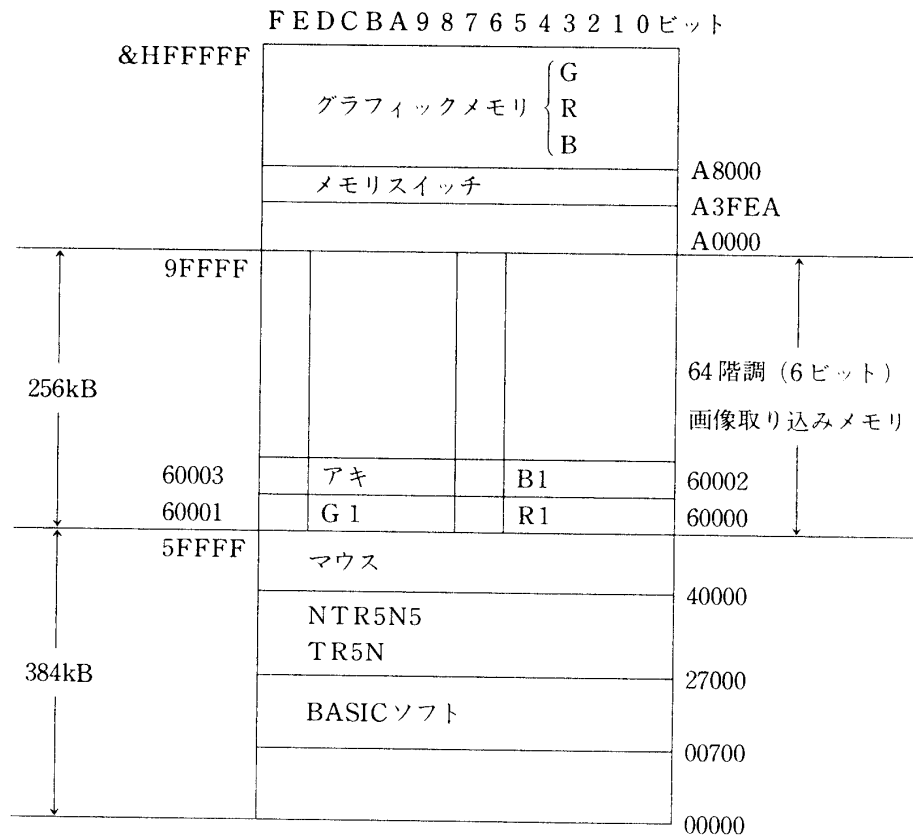 FEDCBA9876543210ビット
&HFFFFF
グラフィックメモリ
G
R
B
A8000
メモリスイッチ
A3FEA
A0000
9FFFF
256kB
64階調（6ビット）
画像取り込みメモリ
60003 アキ B1 60002
60001 G1 R1 60000
5FFFF
マウス
40000
NTR5N5
TR5N
384kB
27000
BASICソフト
00700
00000